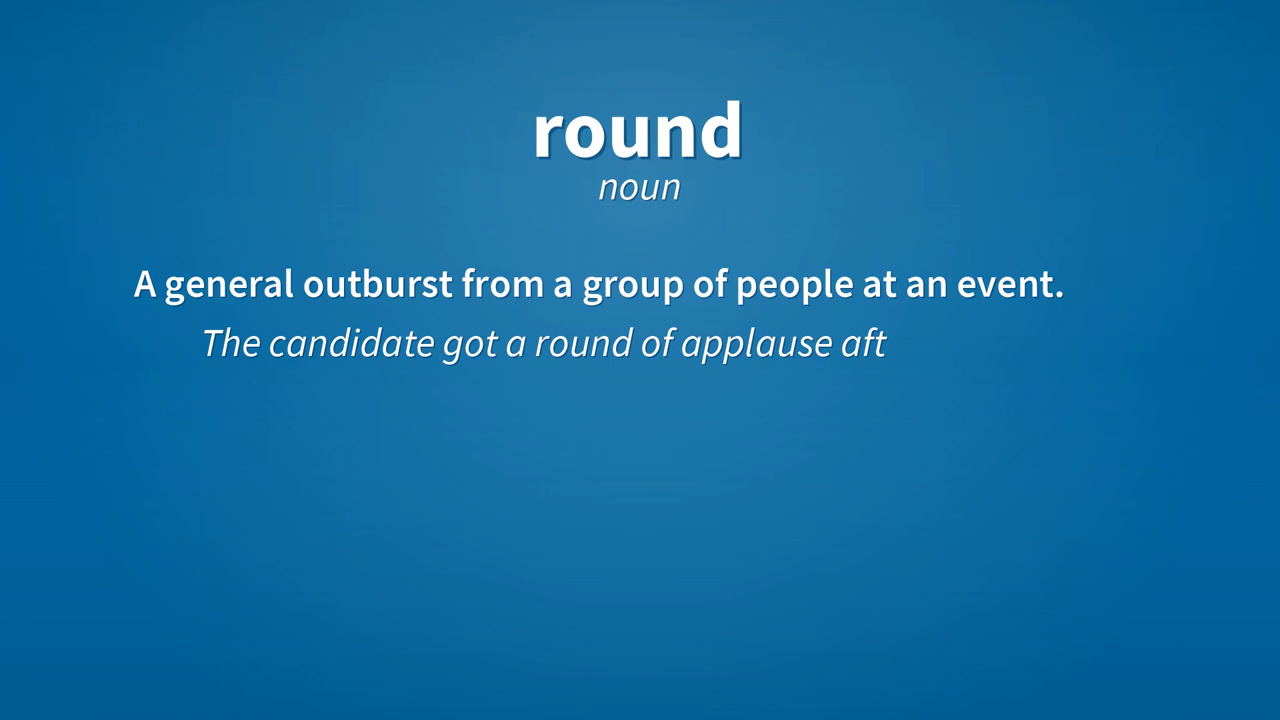 round
noun
A general outburst from a group of people at an event.
The candidate got a round of applause aft